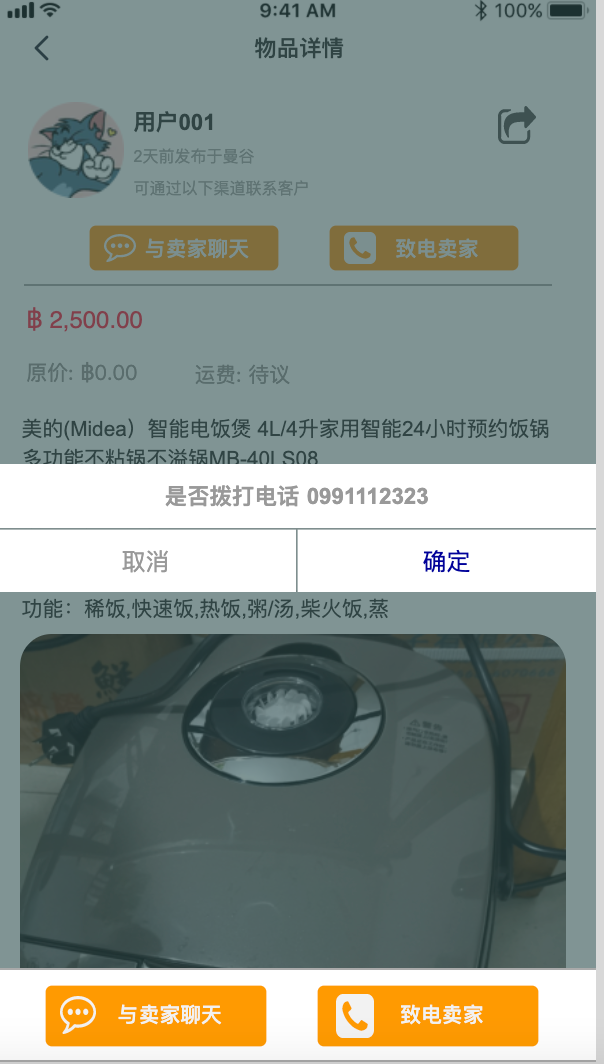 9:41 AM 100%
物品详情
用户001
2天前发布于曼谷
可通过以下渠道联系客户
与卖家聊天 致电卖家
฿ 2,500.00
原价: ฿0.00 运费: 待议
美的(Midea）智能电饭煲 4L/4升家用智能24小时预约饭锅
多功能不粘锅不溢锅MB-40LS08
是否拨打电话 0991112323
取消 确定
功能：稀饭,快速饭,热饭,粥/汤,柴火饭,蒸
鲜
警告
与卖家聊天 致电卖家